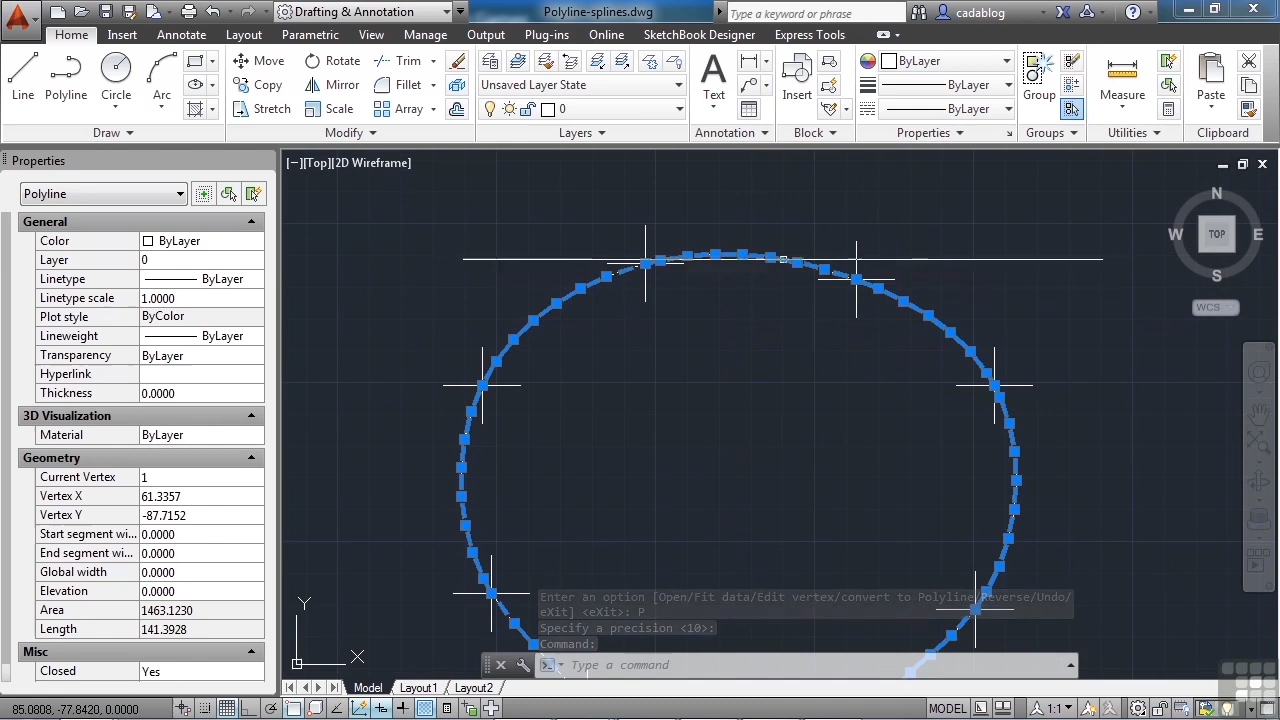 Drafting & Annotation
Polyline-splines.dwg
Type a keyword or phrase
cadablog
Home Insert Annotate Layout Parametric View Manage Output Plug-ins Online SketchBook Designer Express Tools
Line
Polyline
Circle
Arc
Draw
Move
Rotate
Trim
Copy
Mirror
Fillet
Stretch
Scale
Array
Modify
Unsaved Layer State
0
Layers
Text
Annotation
Insert
Block
ByLayer
ByLayer
ByLayer
Properties
Group
Groups
Measure
Utilities
Paste
Clipboard
Properties
Polyline
General
Color ByLayer
Layer 0
Linetype ByLayer
Linetype scale 1.0000
Plot style ByColor
Lineweight ByLayer
Transparency ByLayer
Hyperlink
Thickness 0.0000
3D Visualization
Material ByLayer
Geometry
Current Vertex 1
Vertex X 61.3357
Vertex Y -87.7152
Start segment wi... 0.0000
End segment wi... 0.0000
Global width 0.0000
Elevation 0.0000
Area 1463.1230
Length 141.3928
Misc
Closed Yes
[−][Top][2D Wireframe]
N
W TOP E
S
WCS
Y
X
Enter an option [Open/Fit data/Edit vertex/convert to Polyline/Reverse/Undo/
eXit] <eXit>: P
Specify a precision <10>:
Command:
Type a command
Model Layout1 Layout2
85.0808, -77.8420, 0.0000
MODEL
1:1